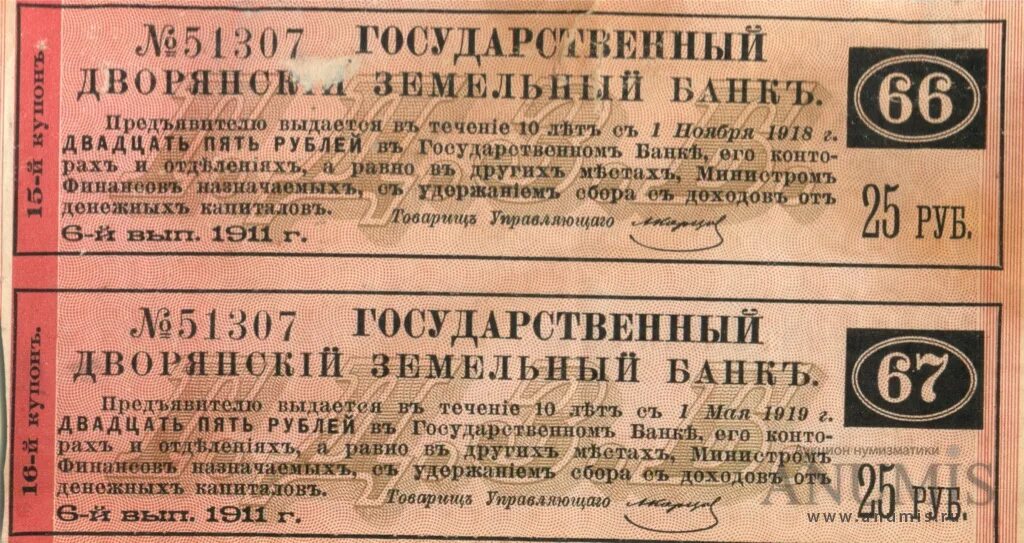 15-й купонъ.
№51307 ГОСУДАРСТВЕННЫЙ
ДВОРЯНСКІЙ ЗЕМЕЛЬНЫЙ БАНКЪ.
66
Предъявителю выдается въ теченіе 10 лѣтъ съ 1 Ноября 1918 г.
ДВАДЦАТЬ ПЯТЬ РУБЛЕЙ въ Государственномъ Банкѣ, его конто-
рахъ и отдѣленіяхъ, а равно въ другихъ мѣстахъ, Министромъ
Финансовъ назначаемыхъ, съ удержаніемъ сбора съ доходовъ отъ
денежныхъ капиталовъ.
Товарищъ Управляющаго
6-й вып. 1911 г.
25 РУБ.
16-й купонъ.
№51307 ГОСУДАРСТВЕННЫЙ
ДВОРЯНСКІЙ ЗЕМЕЛЬНЫЙ БАНКЪ.
67
Предъявителю выдается въ теченіе 10 лѣтъ съ 1 Мая 1919 г.
ДВАДЦАТЬ ПЯТЬ РУБЛЕЙ въ Государственномъ Банкѣ, его конто-
рахъ и отдѣленіяхъ, а равно въ другихъ мѣстахъ, Министромъ
Финансовъ назначаемыхъ, съ удержаніемъ сбора съ доходовъ отъ
денежныхъ капиталовъ.
Товарищъ Управляющаго
6-й вып. 1911 г.
25 РУБ.
нумизматики
ANUMIS
www.anumis.ru